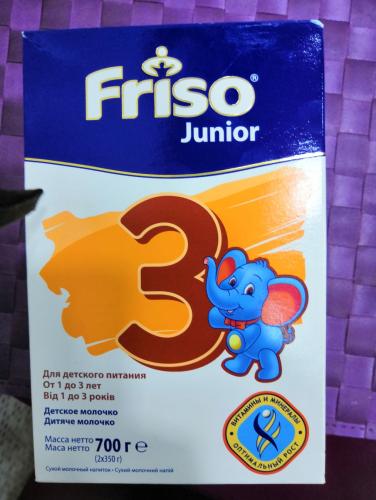 Friso®
Junior
3
Для детского питания
От 1 до 3 лет
Від 1 до 3 років
Детское молочко
Дитяче молочко
Масса нетто
Маса нетто
700 г ℮
(2x350 г)
Сухой молочный напиток • Сухий молочний напій
ВИТАМИНЫ И МИНЕРАЛЫ
ОПТИМАЛЬНЫЙ РОСТ